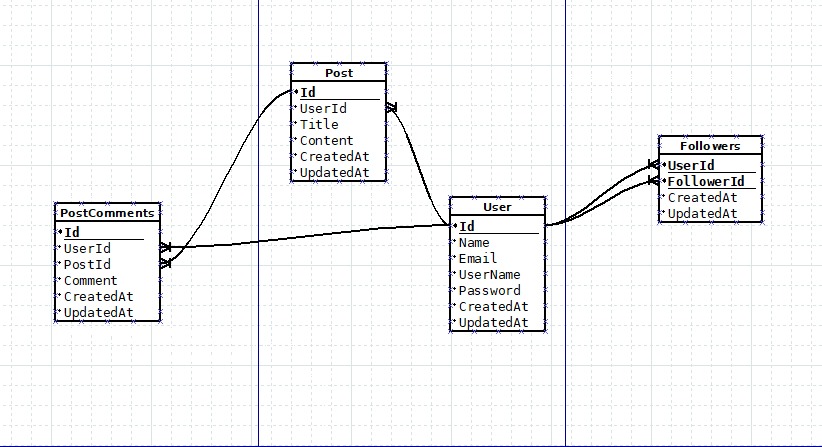 Post
Id
UserId
Title
Content
CreatedAt
UpdatedAt
Followers
UserId
FollowerId
CreatedAt
UpdatedAt
User
Id
Name
Email
UserName
Password
CreatedAt
UpdatedAt
PostComments
Id
UserId
PostId
Comment
CreatedAt
UpdatedAt